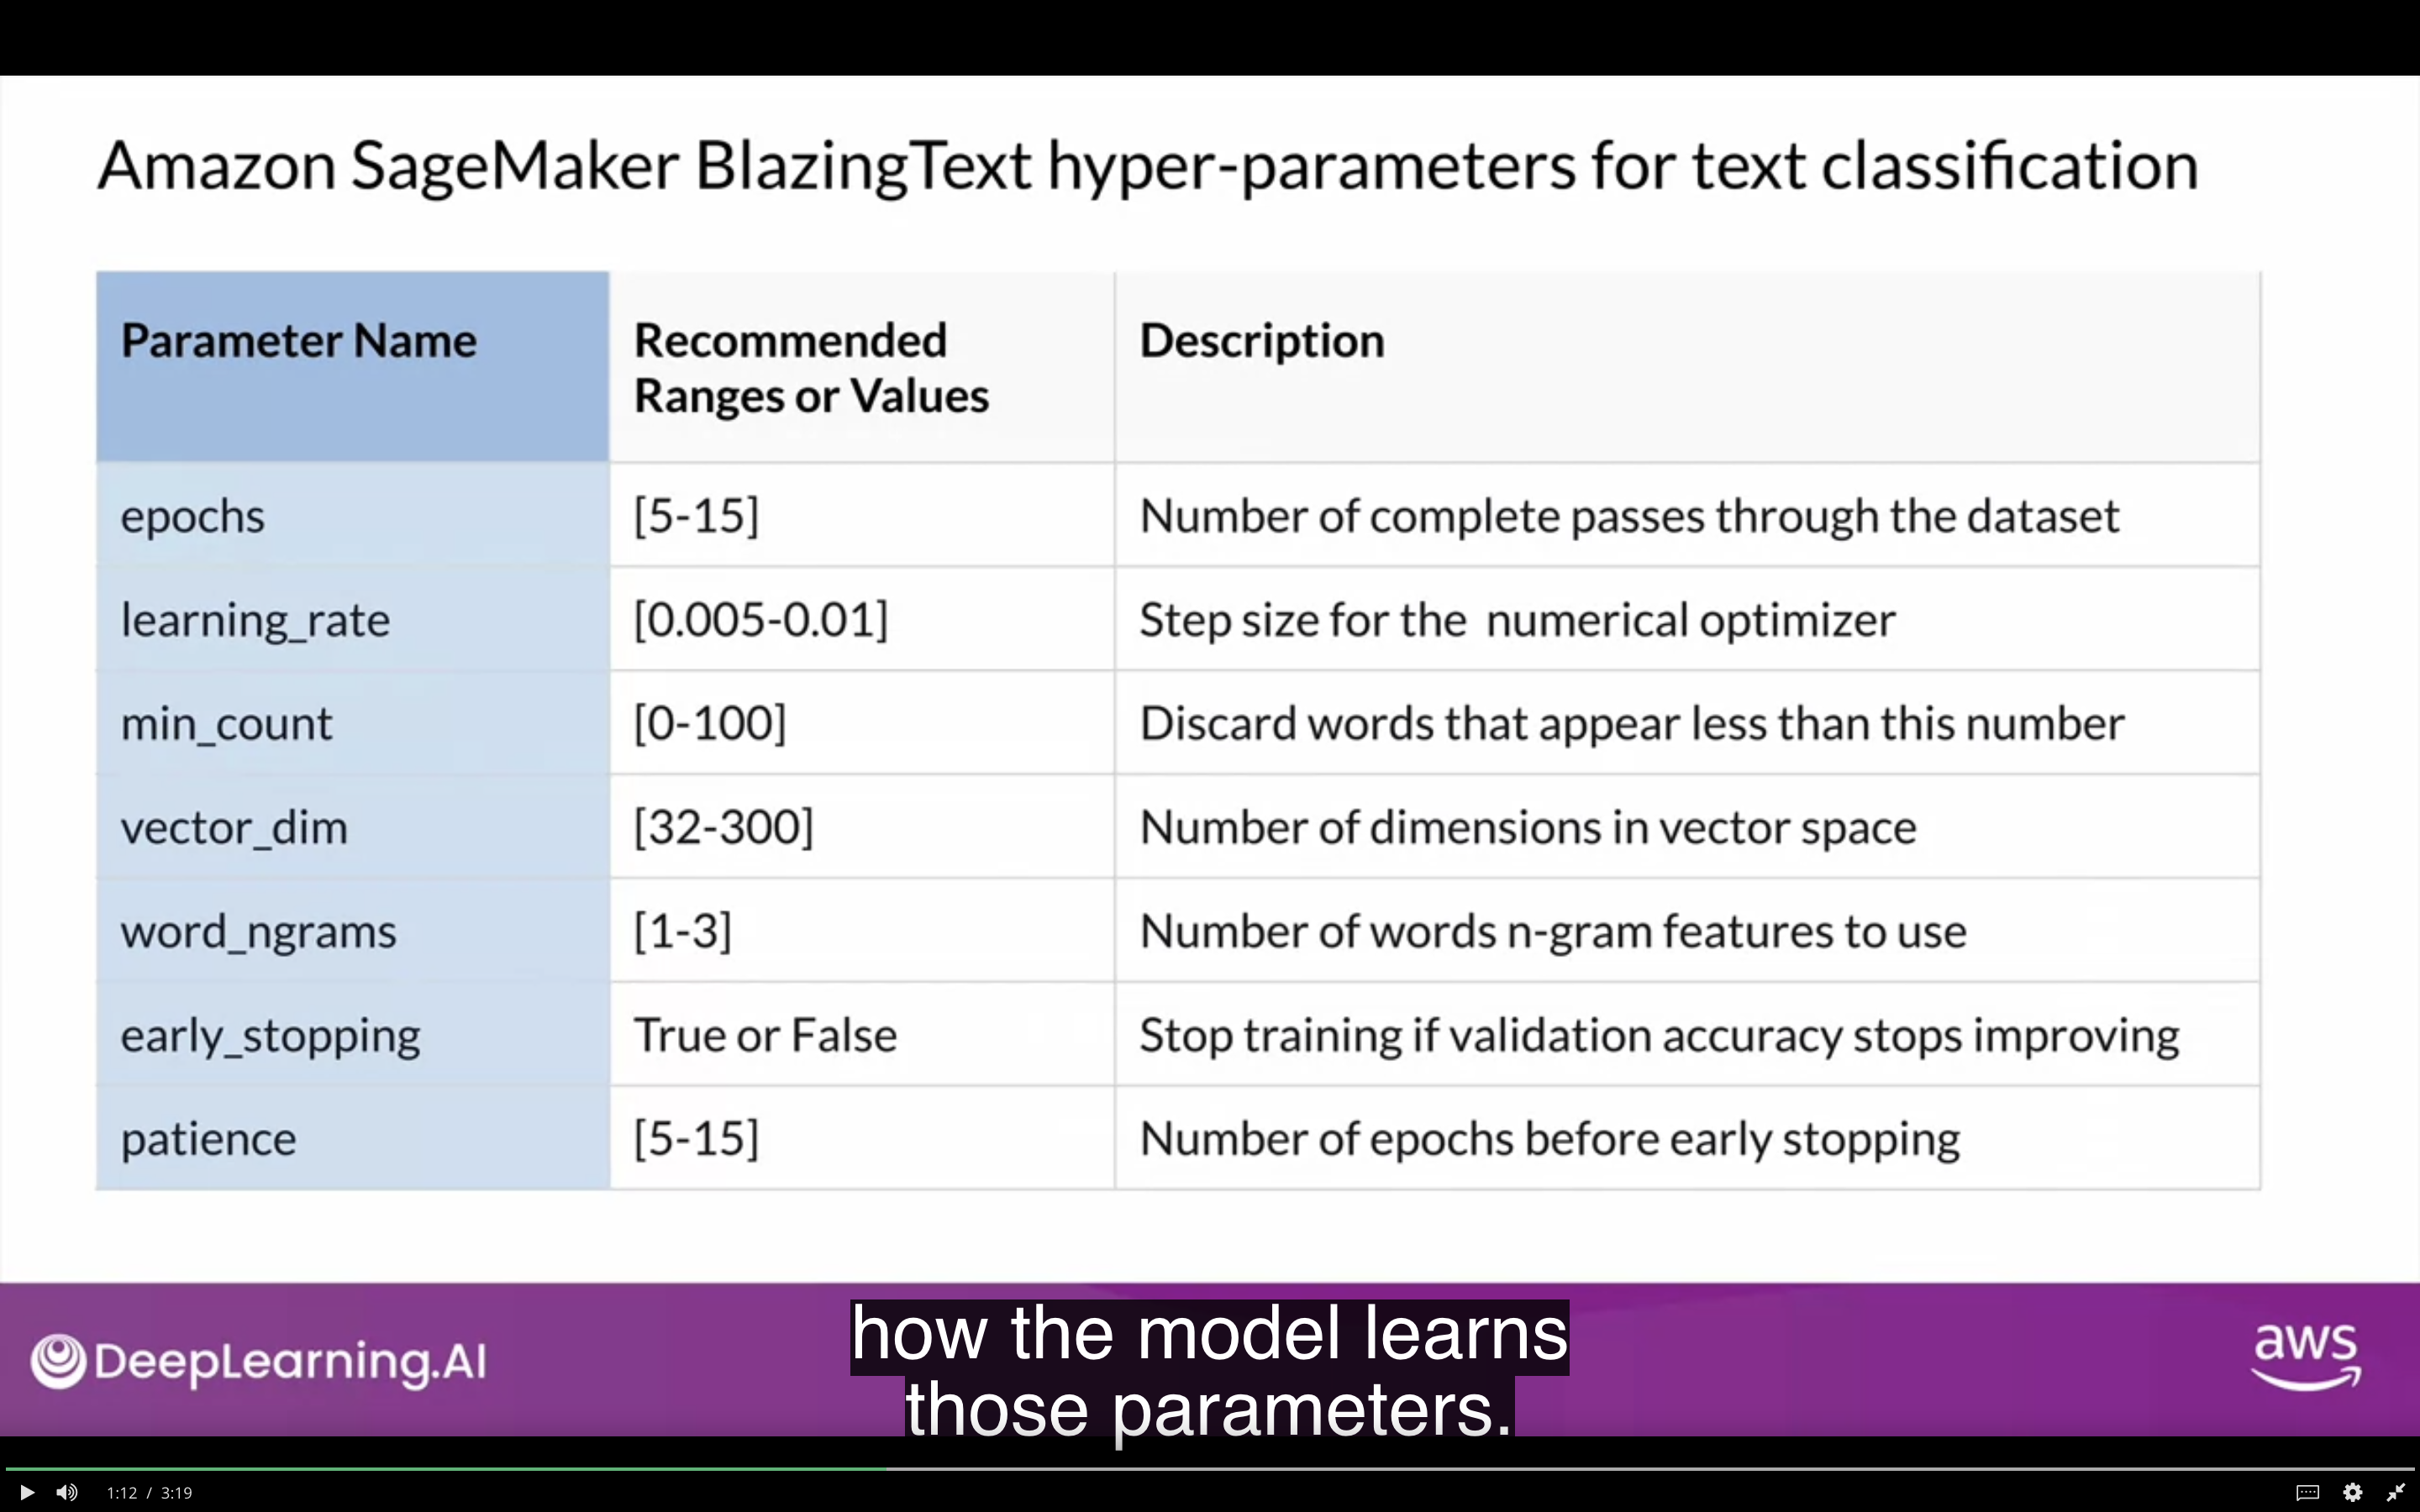 Amazon SageMaker BlazingText hyper-parameters for text classification
Parameter Name
Recommended
Ranges or Values
Description
epochs
[5-15]
Number of complete passes through the dataset
learning_rate
[0.005-0.01]
Step size for the numerical optimizer
min_count
[0-100]
Discard words that appear less than this number
vector_dim
[32-300]
Number of dimensions in vector space
word_ngrams
[1-3]
Number of words n-gram features to use
early_stopping
True or False
Stop training if validation accuracy stops improving
patience
[5-15]
Number of epochs before early stopping
DeepLearning.AI
how the model learns
those parameters.
aws
1:12 / 3:19